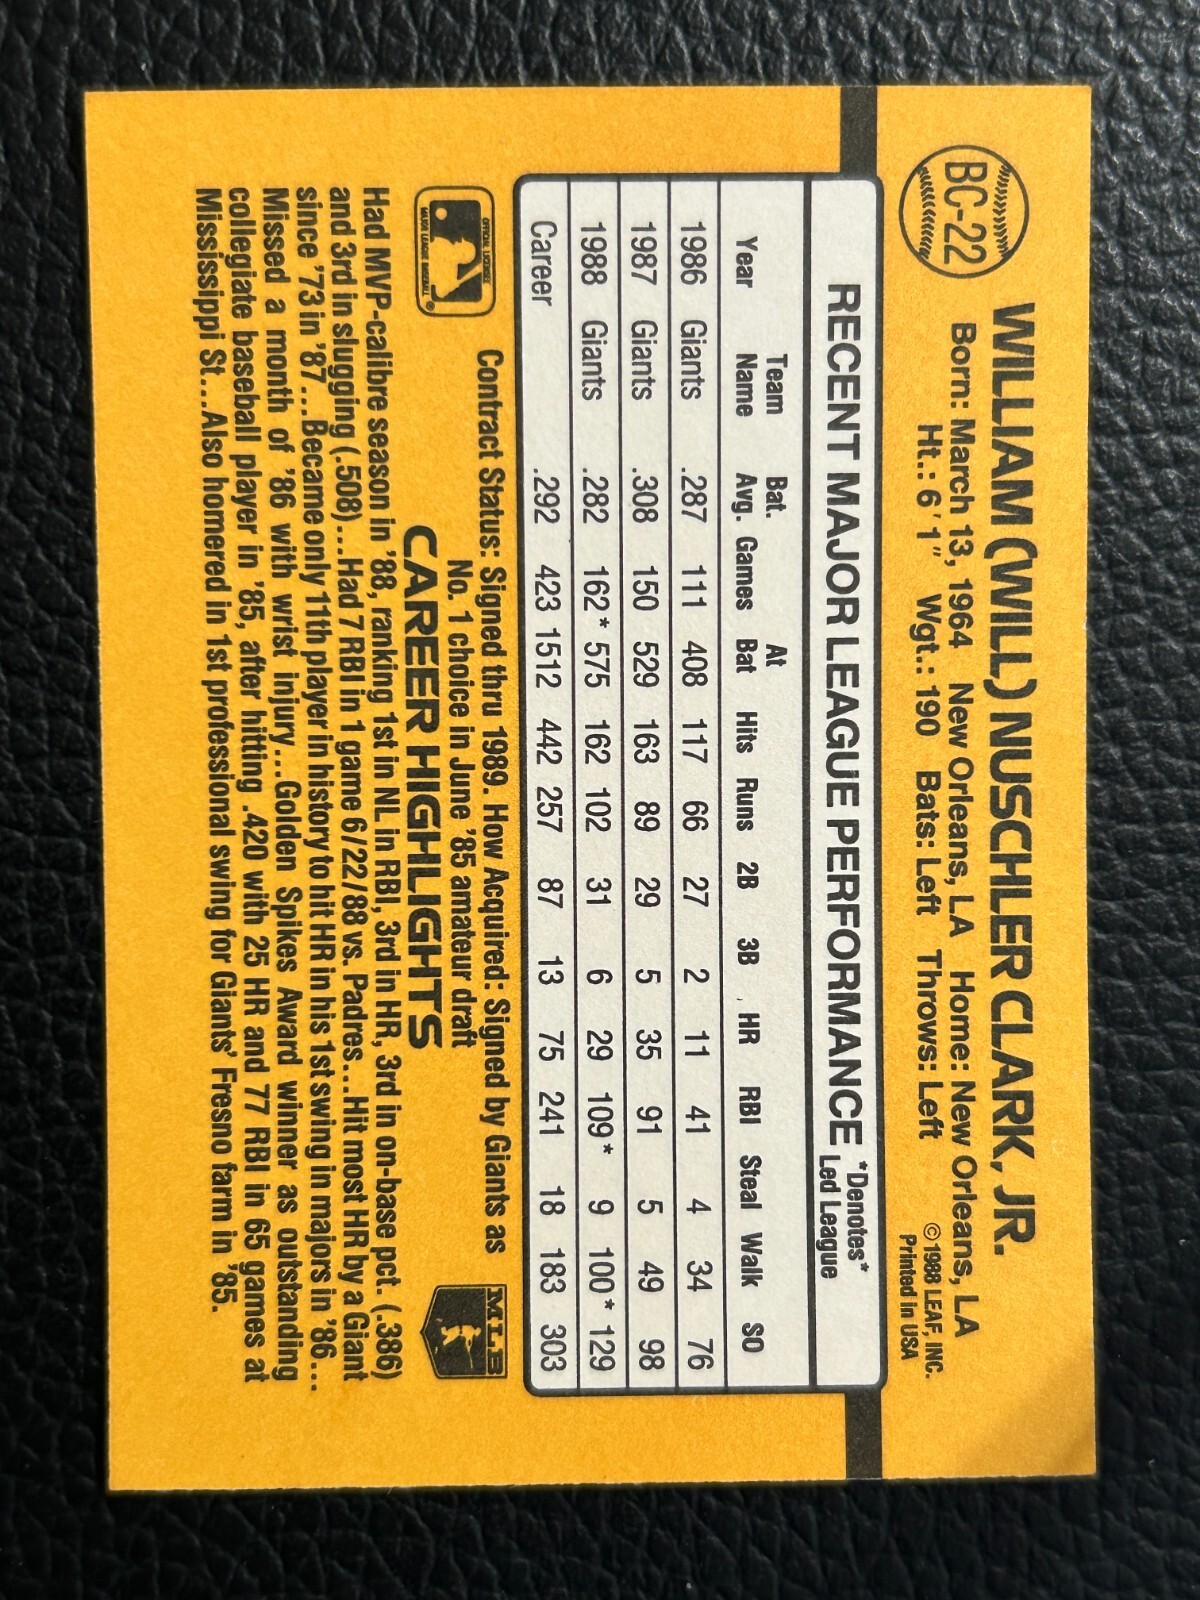 BC-22
WILLIAM (WILL) NUSCHLER CLARK, JR.
Born: March 13, 1964 New Orleans, LA Home: New Orleans, LA
Ht.: 6'1" Wgt.: 190 Bats: Left Throws: Left
© 1988 LEAF, INC.
Printed in USA
RECENT MAJOR LEAGUE PERFORMANCE *Denotes* Led League
Year Team Name Bat. Avg. Games At Bat Hits Runs 2B 3B HR RBI Steal Walk SO
1986 Giants .287 111 408 117 66 27 2 11 41 4 34 76
1987 Giants .308 150 529 163 89 29 5 35 91 5 49 98
1988 Giants .282 162* 575 162 102 31 6 29 109* 9 100* 129
Career .292 423 1512 442 257 87 13 75 241 18 183 303
OFFICIAL LICENSEE
MAJOR LEAGUE BASEBALL
®
Contract Status: Signed thru 1989. How Acquired: Signed by Giants as
No. 1 choice in June '85 amateur draft
M.L.B
CAREER HIGHLIGHTS
Had MVP-calibre season in '88, ranking 1st in NL in RBI, 3rd in HR, 3rd in on-base pct. (.386)
and 3rd in slugging (.508)...Had 7 RBI in 1 game 6/22/88 vs. Padres...Hit most HR by a Giant
since '73 in '87...Became only 11th player in history to hit HR in his 1st swing in majors in '86...
Missed a month of '86 with wrist injury...Golden Spikes Award winner as outstanding
collegiate baseball player in '85, after hitting .420 with 25 HR and 77 RBI in 65 games at
Mississippi St...Also homered in 1st professional swing for Giants' Fresno farm in '85.